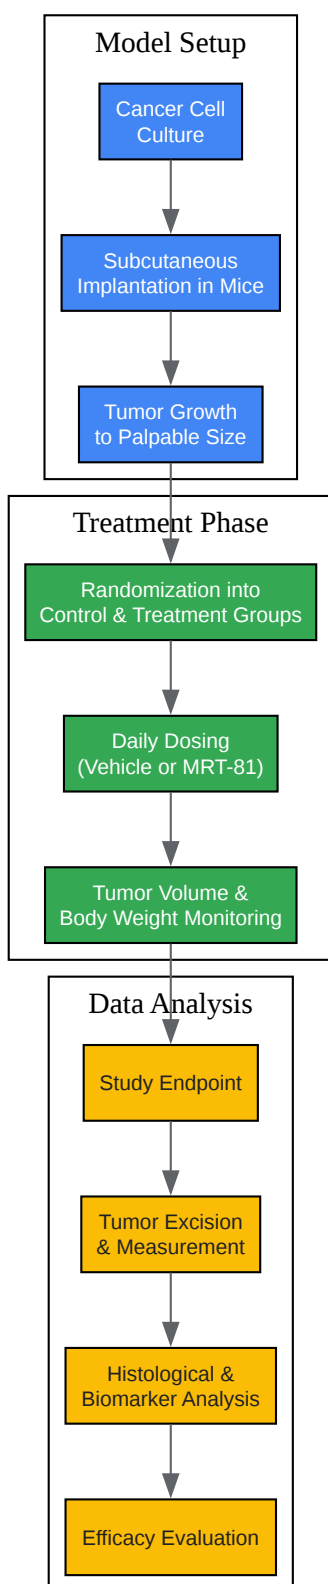 Model Setup
Cancer Cell
Culture
Subcutaneous
Implantation in Mice
Tumor Growth
to Palpable Size
Treatment Phase
Randomization into
Control & Treatment Groups
Daily Dosing
(Vehicle or MRT-81)
Tumor Volume &
Body Weight Monitoring
Data Analysis
Study Endpoint
Tumor Excision
& Measurement
Histological &
Biomarker Analysis
Efficacy Evaluation